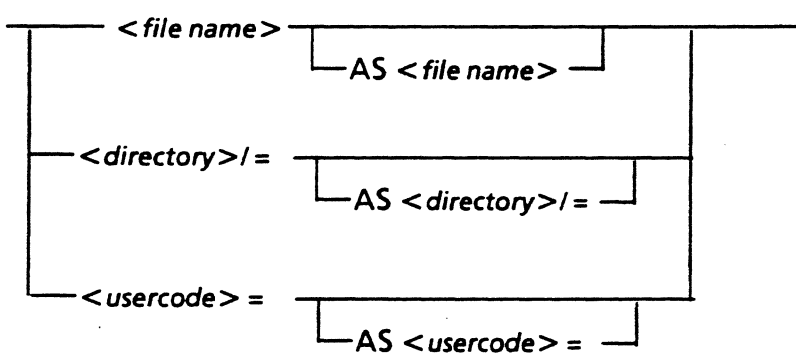 <file name>
AS <file name>
<directory>/=
AS <directory>/=
<usercode> =
AS <usercode> =